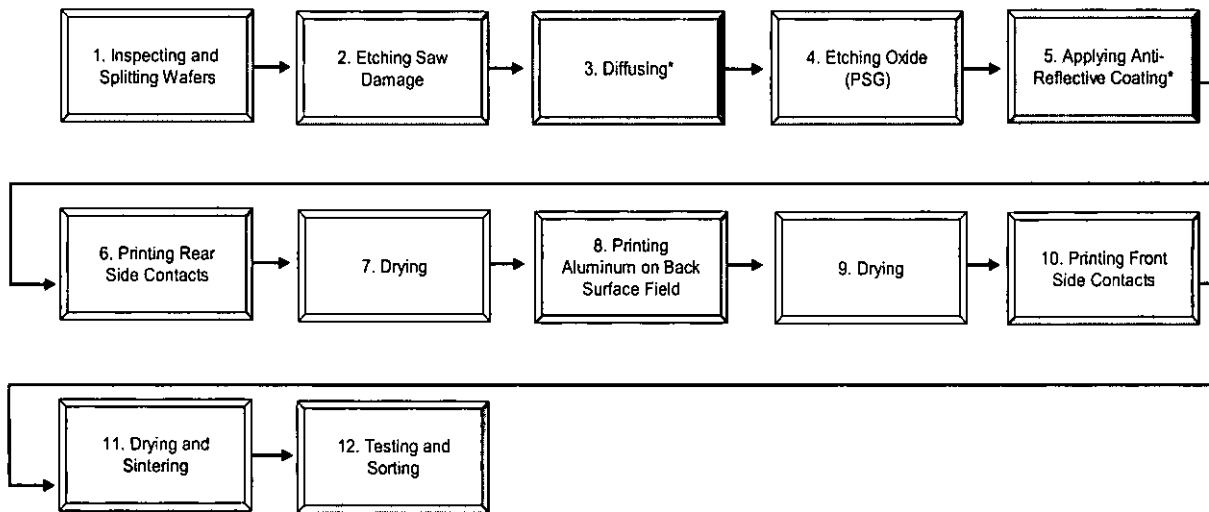 1. Inspecting and
Splitting Wafers
2. Etching Saw
Damage
3. Diffusing*
4. Etching Oxide
(PSG)
5. Applying Anti-
Reflective Coating*
6. Printing Rear
Side Contacts
7. Drying
8. Printing
Aluminum on Back
Surface Field
9. Drying
10. Printing Front
Side Contacts
11. Drying and
Sintering
12. Testing and
Sorting